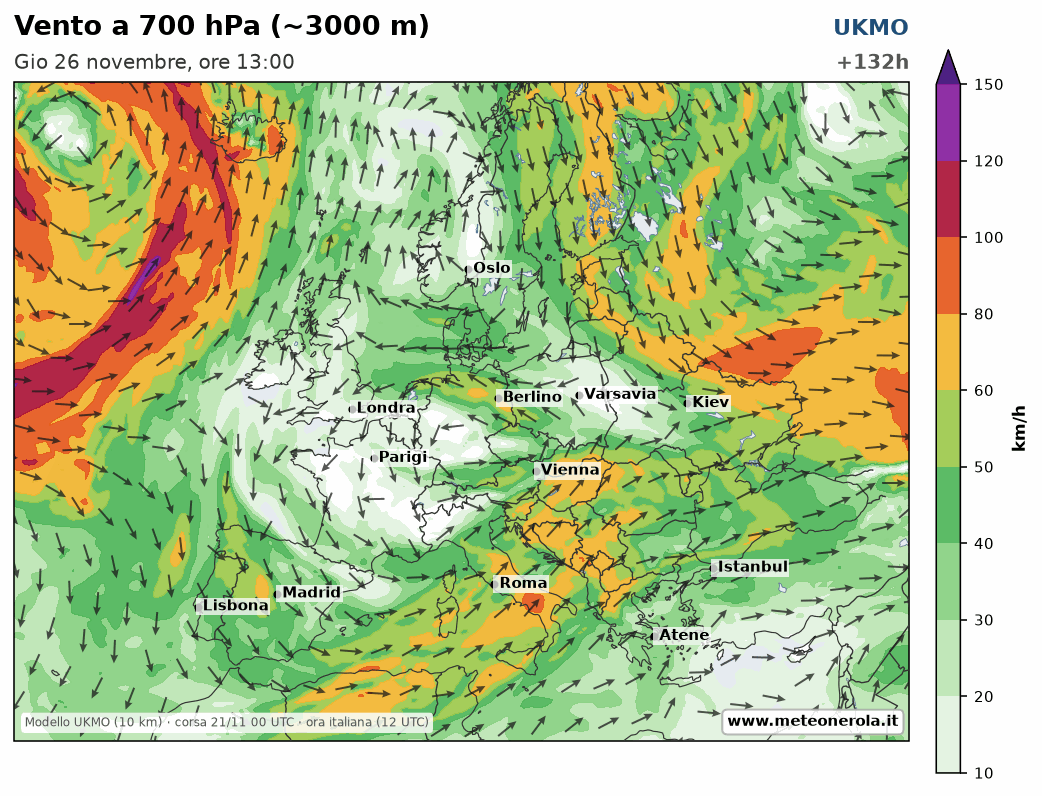 Vento a 700 hPa (~3000 m)
UKMO
Gio 26 novembre, ore 13:00
+132h
150
120
100
80
60
50
40
30
20
10
km/h
Oslo
Londra
Berlino
Varsavia
Kiev
Parigi
Vienna
Istanbul
Roma
Madrid
Lisbona
Atene
Modello UKMO (10 km) · corsa 21/11 00 UTC · ora italiana (12 UTC)
www.meteonerola.it